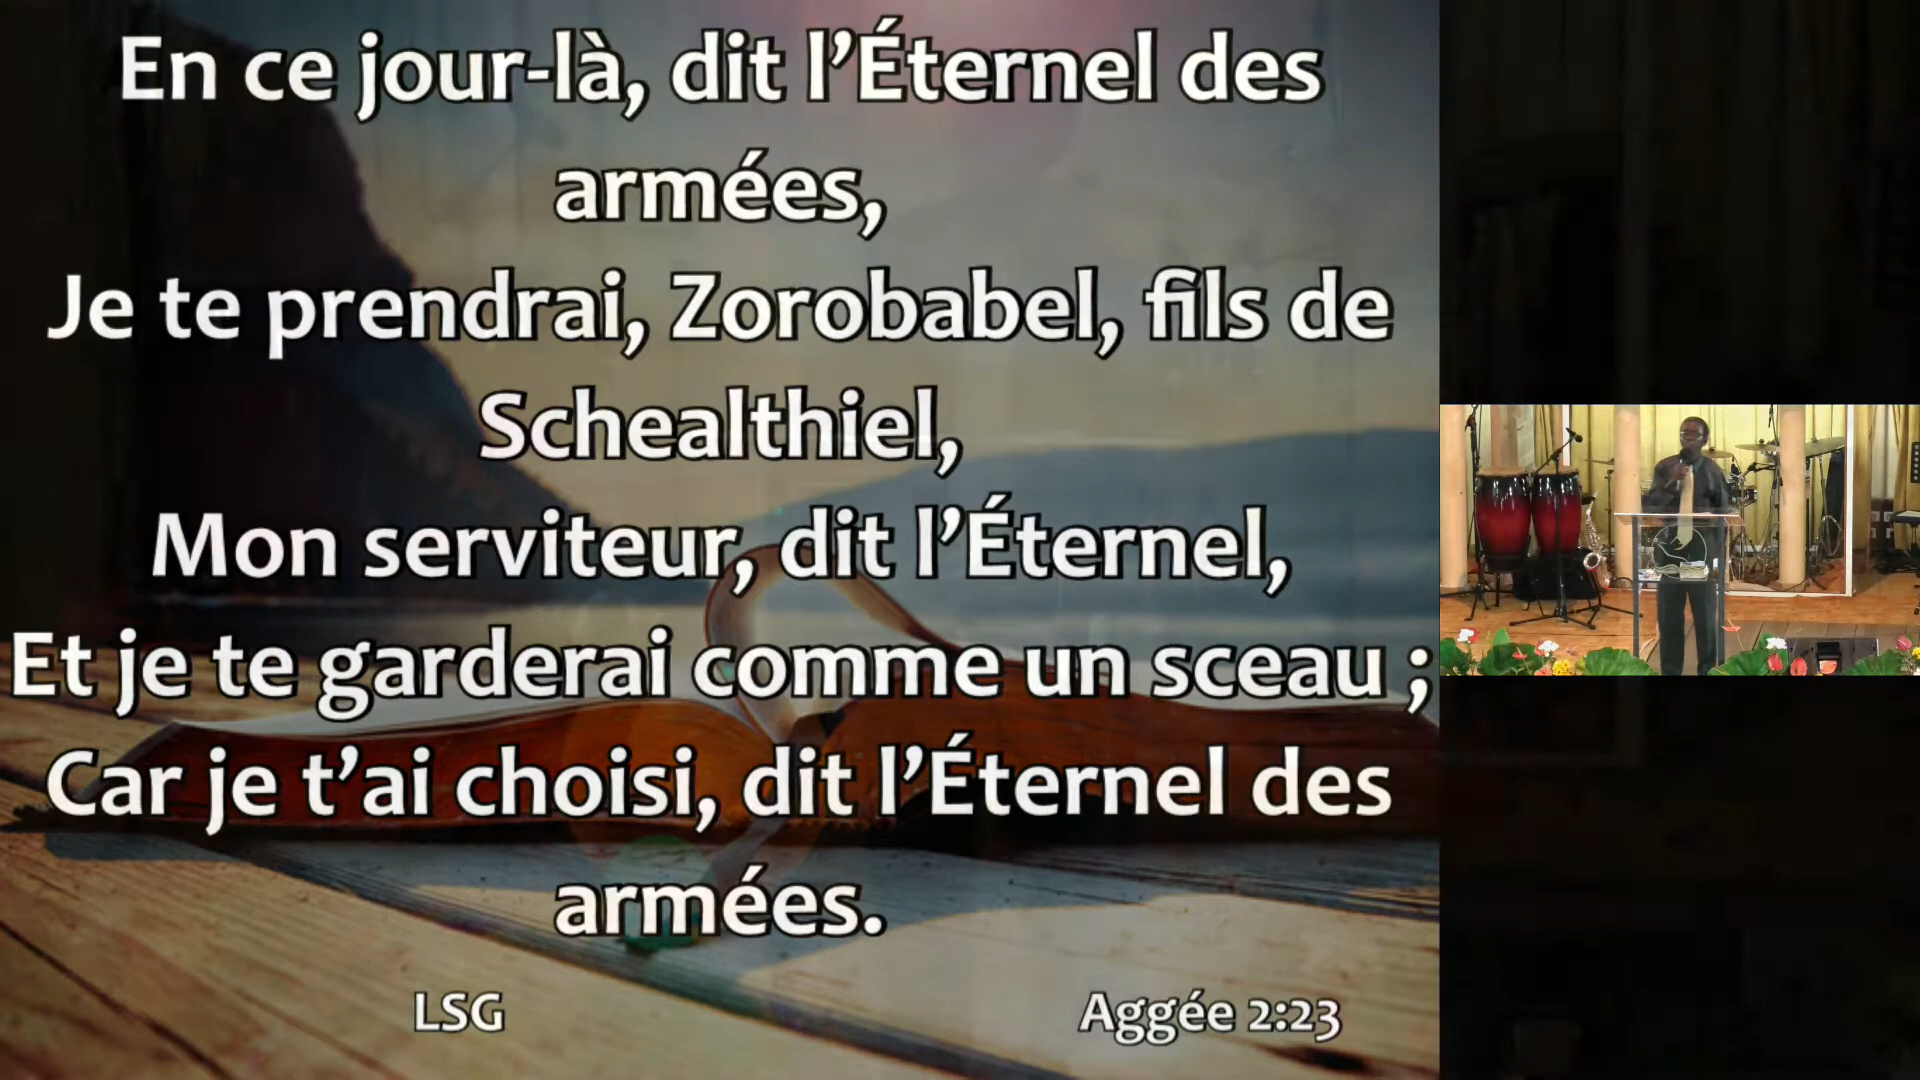 En ce jour-là, dit l’Éternel des
armées,
Je te prendrai, Zorobabel, fils de
Schealthiel,
Mon serviteur, dit l’Éternel,
Et je te garderai comme un sceau ;
Car je t’ai choisi, dit l’Éternel des
armées.
LSG
Aggée 2:23